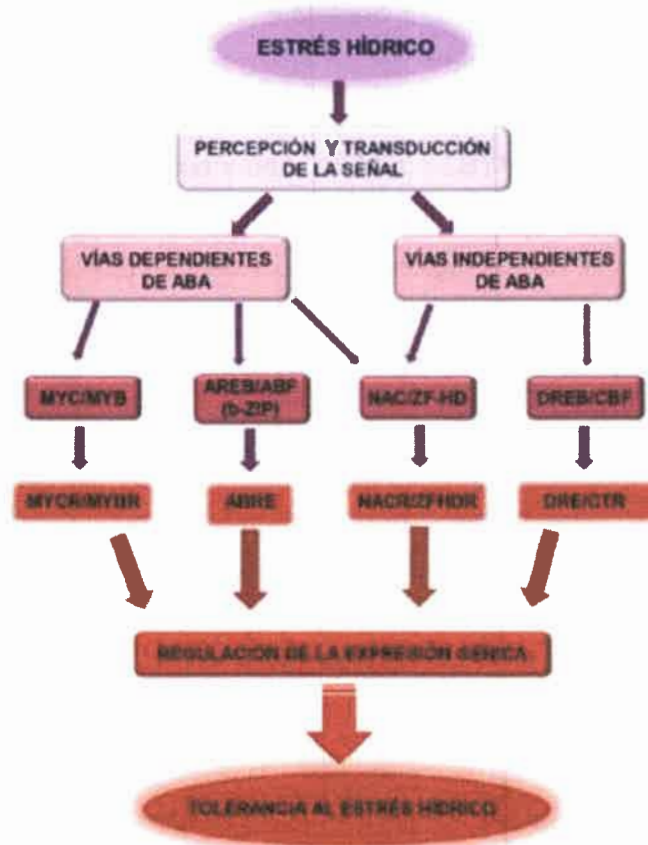 ESTRÉS HÍDRICO
PERCEPCIÓN Y TRANSDUCCIÓN
DE LA SEÑAL
VÍAS DEPENDIENTES
DE ABA
VÍAS INDEPENDIENTES
DE ABA
MYC/MYB
AREB/ABF
(b-ZIP)
NAC/ZF-HD
DREB/CBF
MYCR/MYBR
ABRE
NACR/ZFHDR
DRE/CTR
REGULACIÓN DE LA EXPRESIÓN GÉNICA
TOLERANCIA AL ESTRÉS HÍDRICO